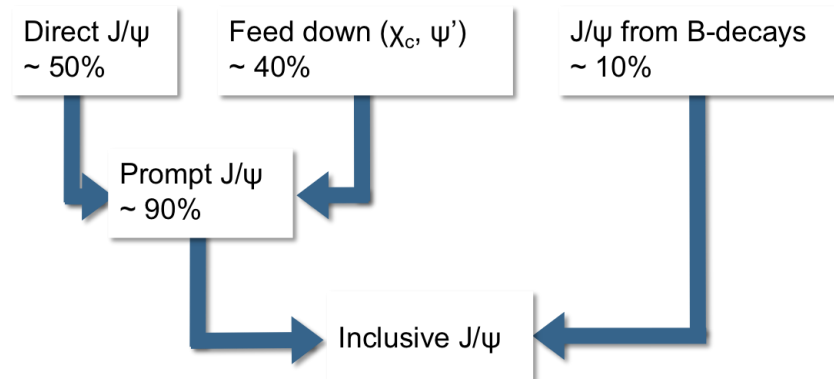 Direct J/ψ
~ 50%
Feed down (χc, ψ’)
~ 40%
J/ψ from B-decays
~ 10%
Prompt J/ψ
~ 90%
Inclusive J/ψ